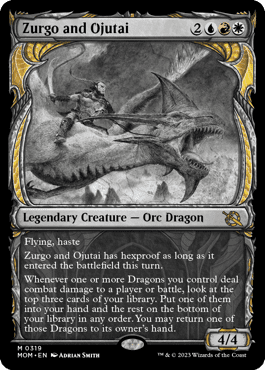 Zurgo and Ojutai 2
Legendary Creature — Orc Dragon
Flying, haste
Zurgo and Ojutai has hexproof as long as it
entered the battlefield this turn.
Whenever one or more Dragons you control deal
combat damage to a player or battle, look at the
top three cards of your library. Put one of them
into your hand and the rest on the bottom of
your library in any order. You may return one of
those Dragons to its owner's hand.
4/4
M 0319
MOM • EN ADRIAN SMITH
™ & © 2023 Wizards of the Coast